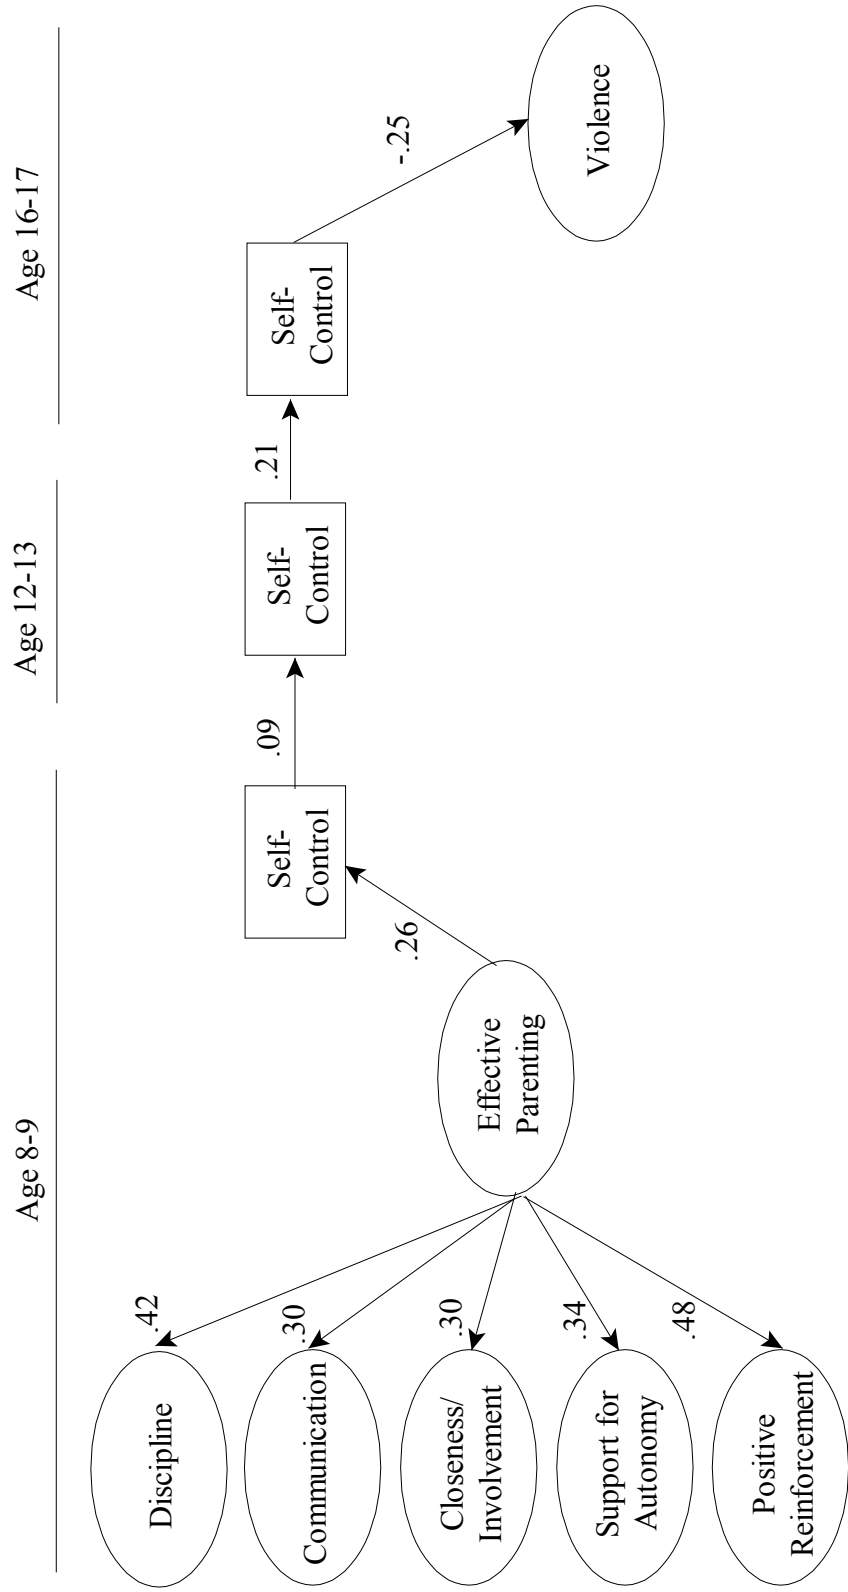 Age 8-9
Age 12-13
Age 16-17
Discipline
Communication
Closeness/
Involvement
Support for
Autonomy
Positive
Reinforcement
.42
.30
.30
.34
.48
Effective
Parenting
.26
Self-
Control
.09
Self-
Control
.21
Self-
Control
-.25
Violence